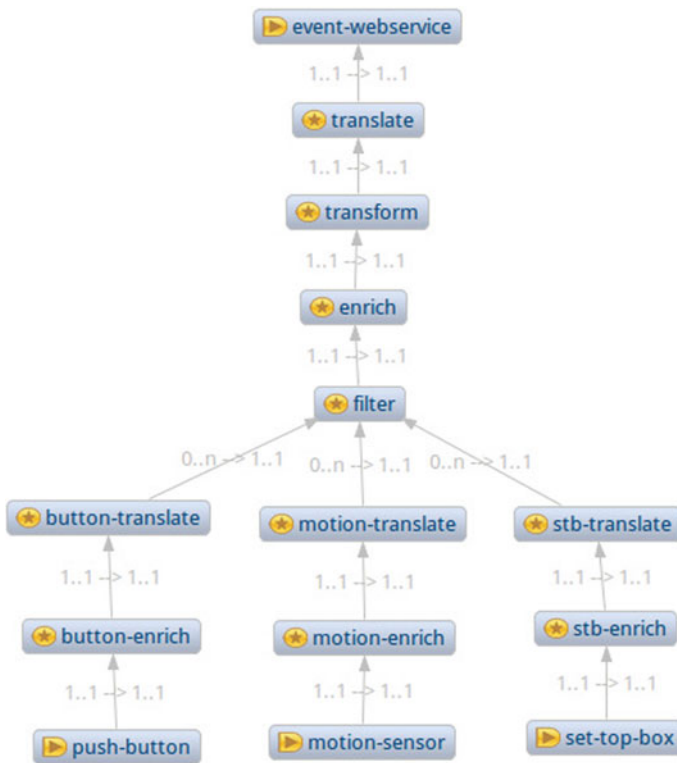 event-webservice
1..1 --> 1..1
translate
1..1 --> 1..1
transform
1..1 --> 1..1
enrich
1..1 --> 1..1
filter
0..n --> 1..1
0..n --> 1..1
0..n --> 1..1
button-translate
motion-translate
stb-translate
1..1 --> 1..1
1..1 --> 1..1
1..1 --> 1..1
button-enrich
motion-enrich
stb-enrich
1..1 --> 1..1
1..1 --> 1..1
1..1 --> 1..1
push-button
motion-sensor
set-top-box